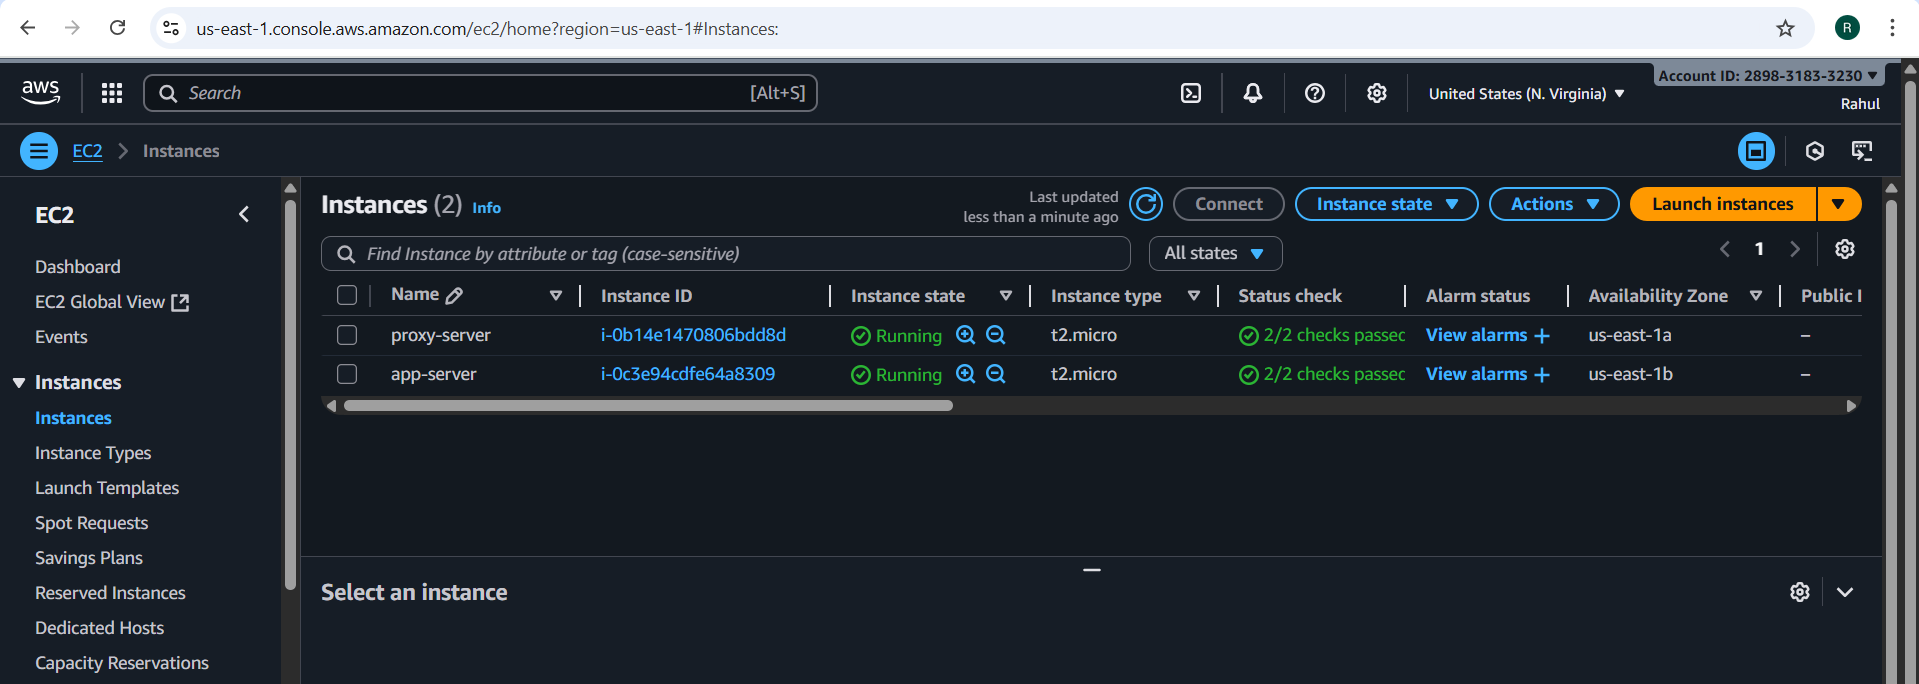 us-east-1.console.aws.amazon.com/ec2/home?region=us-east-1#Instances:
R
aws
Search [Alt+S]
United States (N. Virginia)
Account ID: 2898-3183-3230
Rahul
EC2 Instances
EC2
Dashboard
EC2 Global View
Events
Instances
Instances
Instance Types
Launch Templates
Spot Requests
Savings Plans
Reserved Instances
Dedicated Hosts
Capacity Reservations
Instances (2) Info
Last updated
less than a minute ago
Connect Instance state Actions Launch instances
Find Instance by attribute or tag (case-sensitive) All states 1
Name Instance ID Instance state Instance type Status check Alarm status Availability Zone Public I
proxy-server i-0b14e1470806bdd8d Running t2.micro 2/2 checks passec View alarms + us-east-1a –
app-server i-0c3e94cdfe64a8309 Running t2.micro 2/2 checks passec View alarms + us-east-1b –
Select an instance